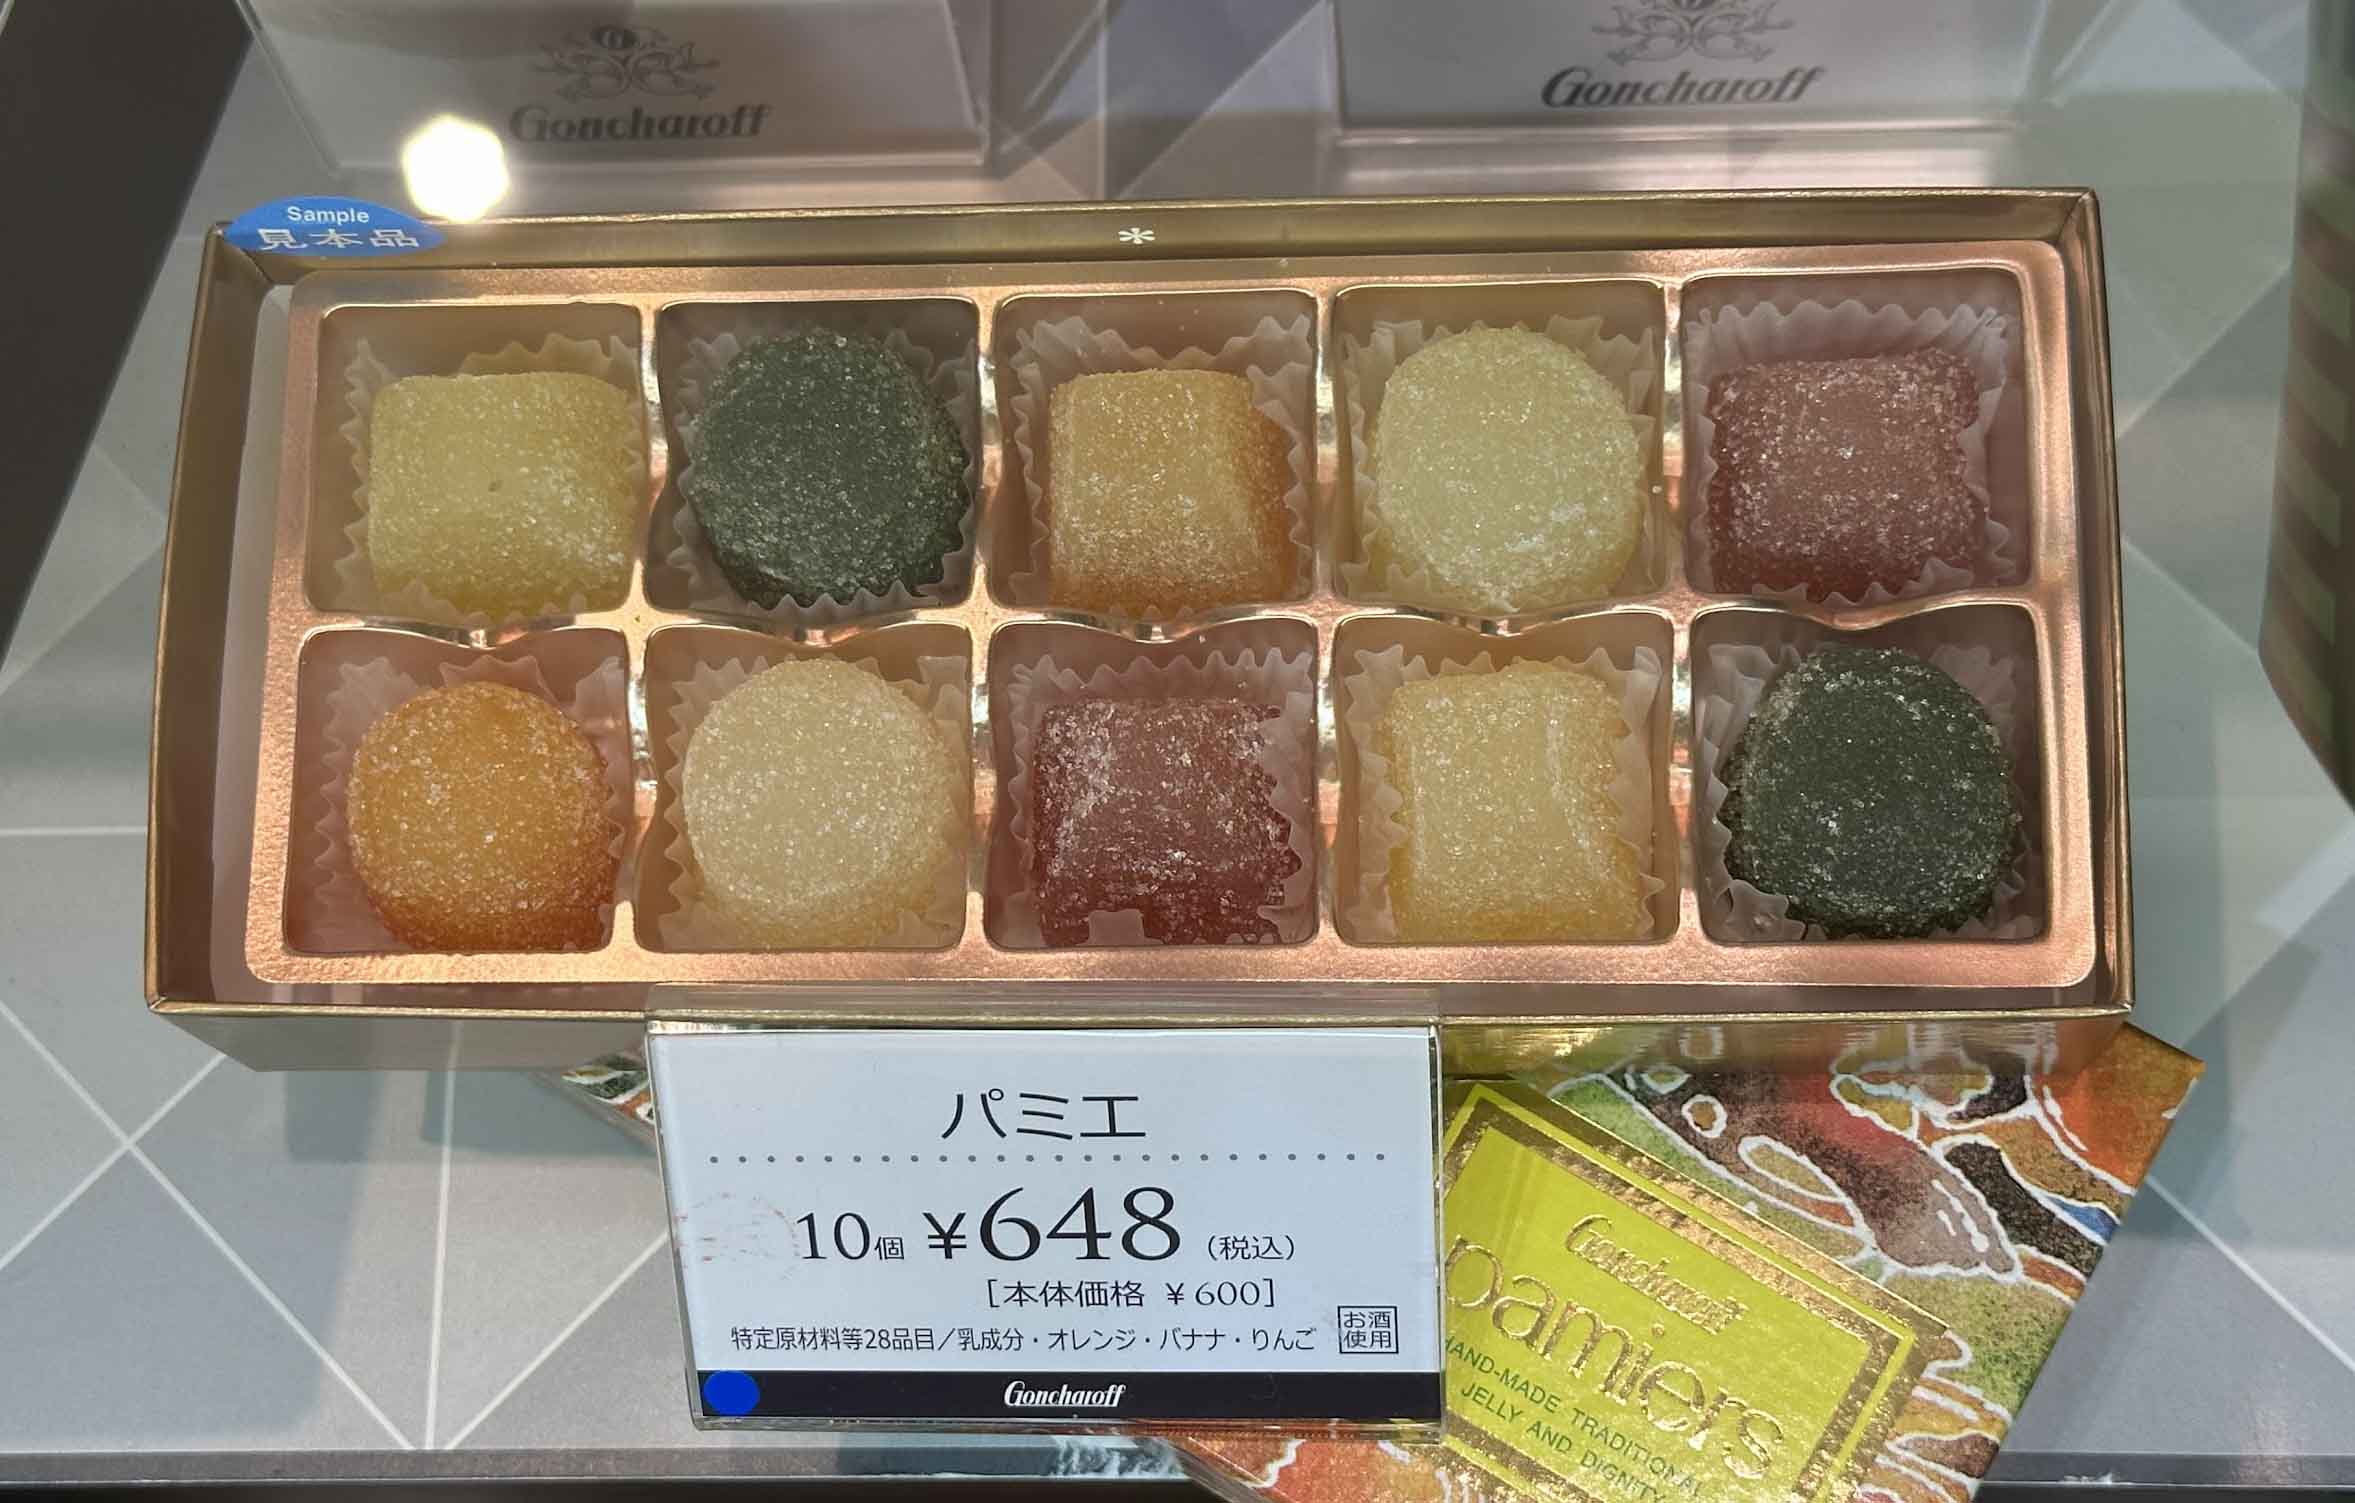 Goncharoff
Goncharoff
Sample
見本品
*
パミエ
10個 ¥648(税込)
[本体価格 ¥600]
特定原材料等28品目/乳成分・オレンジ・バナナ・りんご
お酒
使用
Goncharoff
Goncharoff
pamiers
HAND-MADE TRADITIONAL
JELLY AND DIGNITY